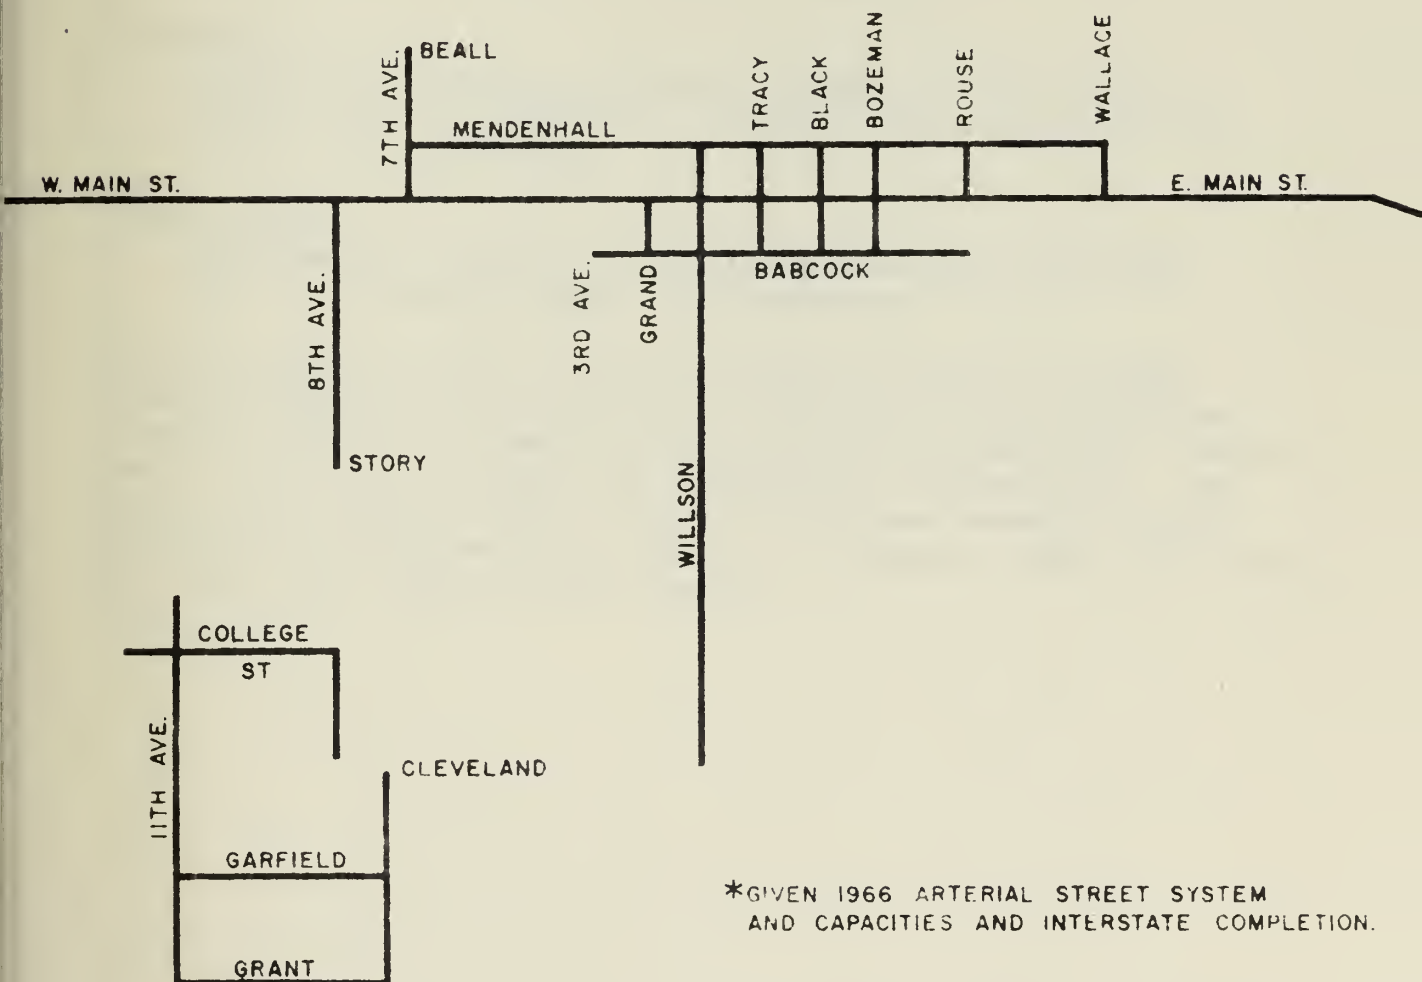 BEALL
7TH AVE.
MENDENHALL
TRACY
BLACK
BOZEMAN
ROUSE
WALLACE
W. MAIN ST.
E. MAIN ST.
8TH AVE.
3RD AVE.
GRAND
BABCOCK
STORY
WILLSON
COLLEGE
ST
11TH AVE.
CLEVELAND
GARFIELD
GRANT
*GIVEN 1966 ARTERIAL STREET SYSTEM
AND CAPACITIES AND INTERSTATE COMPLETION.